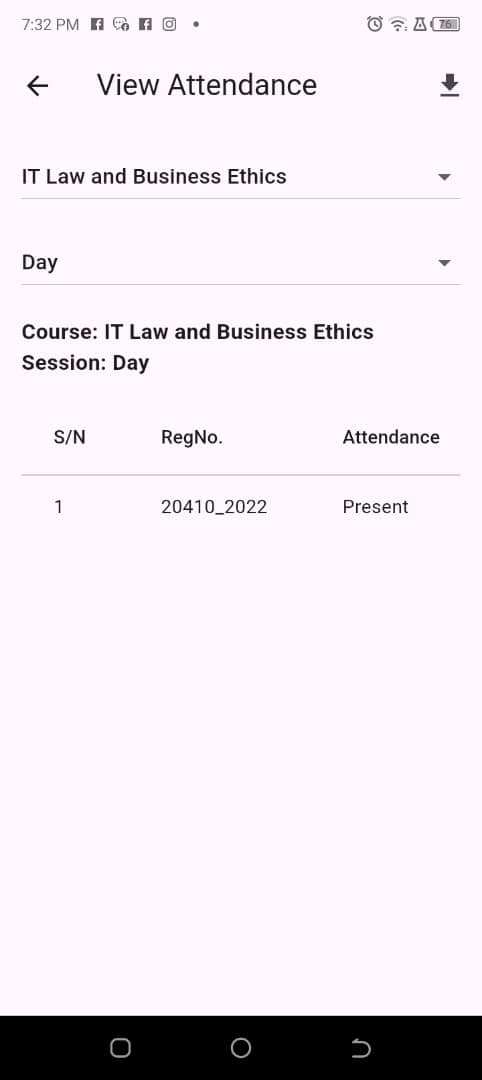 7:32 PM
76
View Attendance
IT Law and Business Ethics
Day
Course: IT Law and Business Ethics
Session: Day
S/N RegNo. Attendance
1 20410_2022 Present